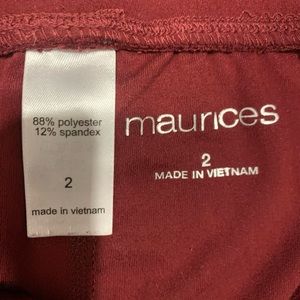 88% polyester
12% spandex
2
made in vietnam
maurices
2
MADE IN VIETNAM